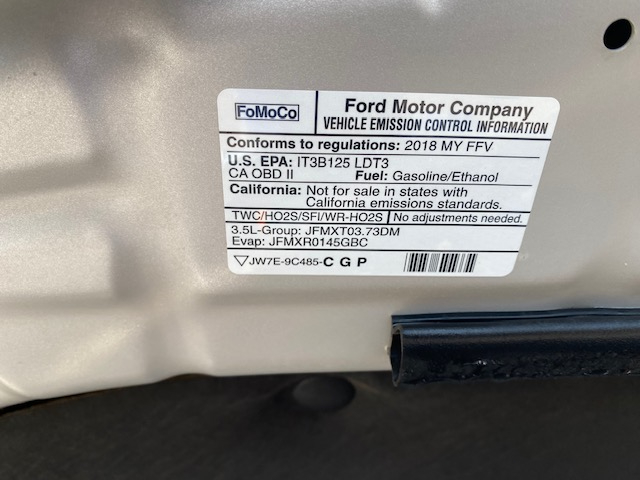 FoMoCo
Ford Motor Company
VEHICLE EMISSION CONTROL INFORMATION
Conforms to regulations: 2018 MY FFV
U.S. EPA: IT3B125 LDT3
CA OBD II Fuel: Gasoline/Ethanol
California: Not for sale in states with
California emissions standards.
TWC/HO2S/SFI/WR-HO2S No adjustments needed.
3.5L-Group: JFMXT03.73DM
Evap: JFMXR0145GBC
JW7E-9C485-C G P